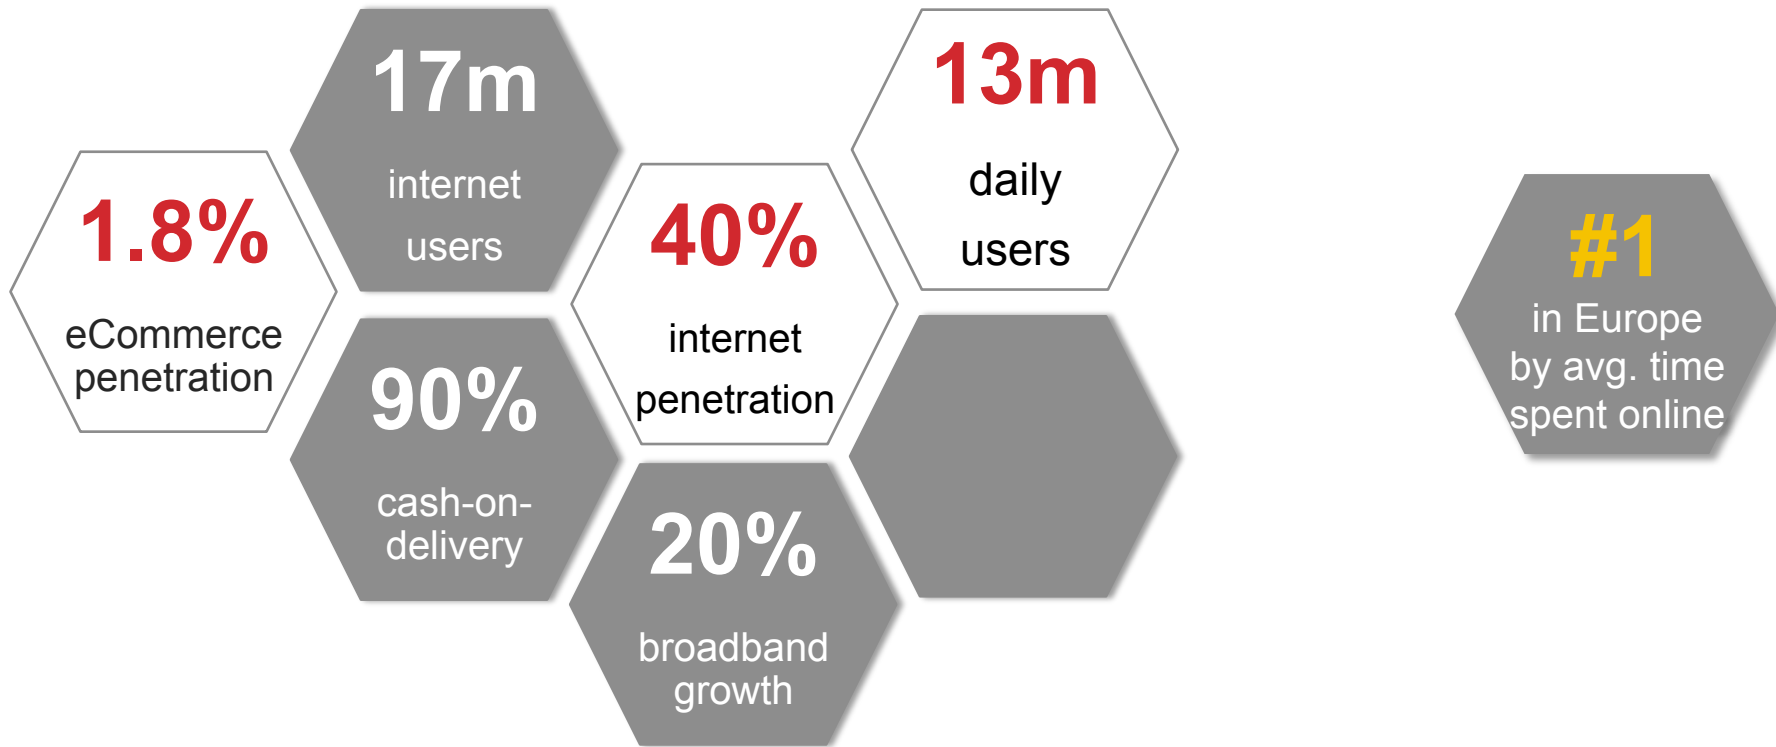 1.8%
eCommerce
penetration
17m
internet
users
90%
cash-on-
delivery
40%
internet
penetration
20%
broadband
growth
13m
daily
users
#1
in Europe
by avg. time
spent online